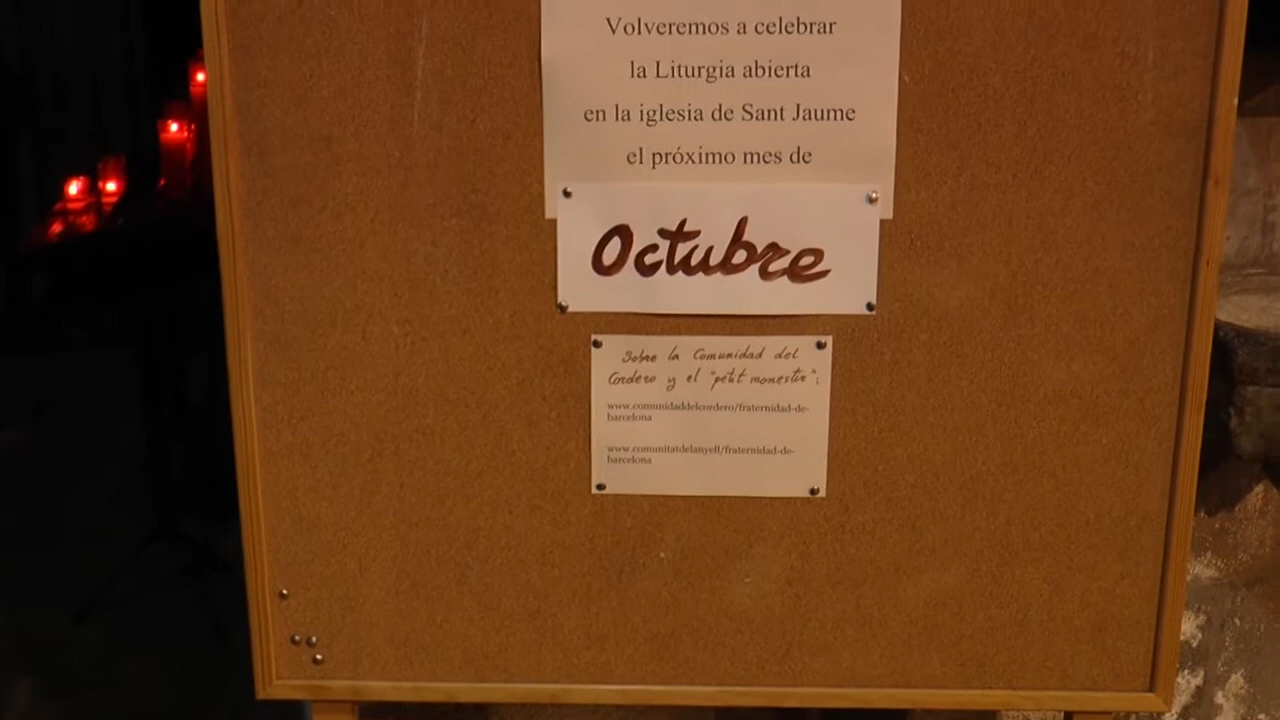 Volveremos a celebrar
la Liturgia abierta
en la iglesia de Sant Jaume
el próximo mes de
Octubre
Sobre la Comunidad del
Cordero y el "petit monestir":
www.comunidaddelcordero/fraternidad-de-
barcelona
www.comunitatdelanyell/fraternidad-de-
barcelona